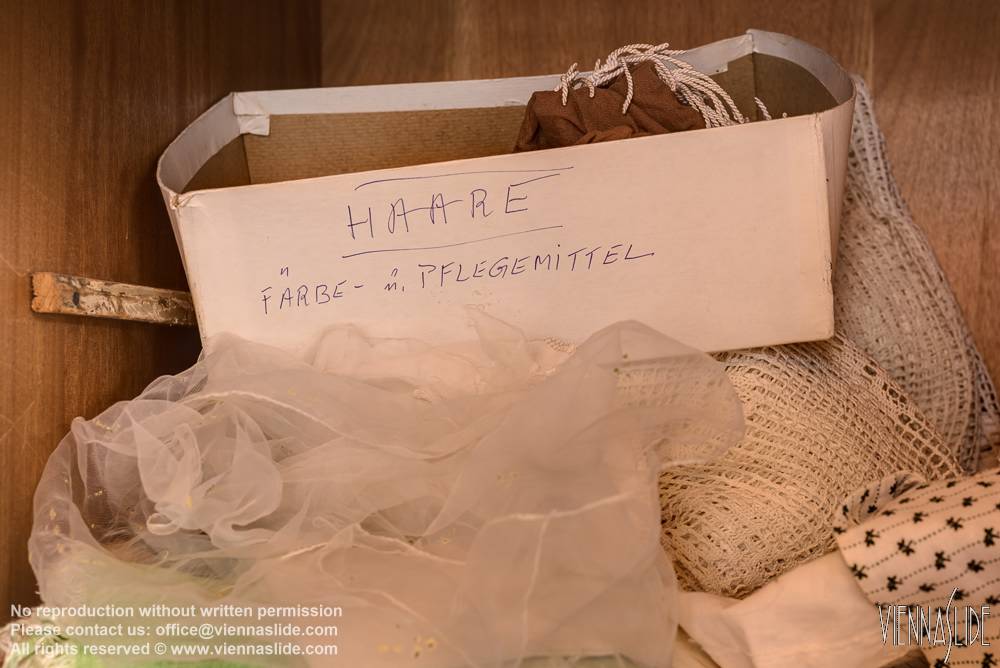 HAARE
FÄRBE- u. PFLEGEMITTEL
No reproduction without written permission
Please contact us: office@viennaslide.com
All rights reserved © www.viennaslide.com
VIENNASLIDE